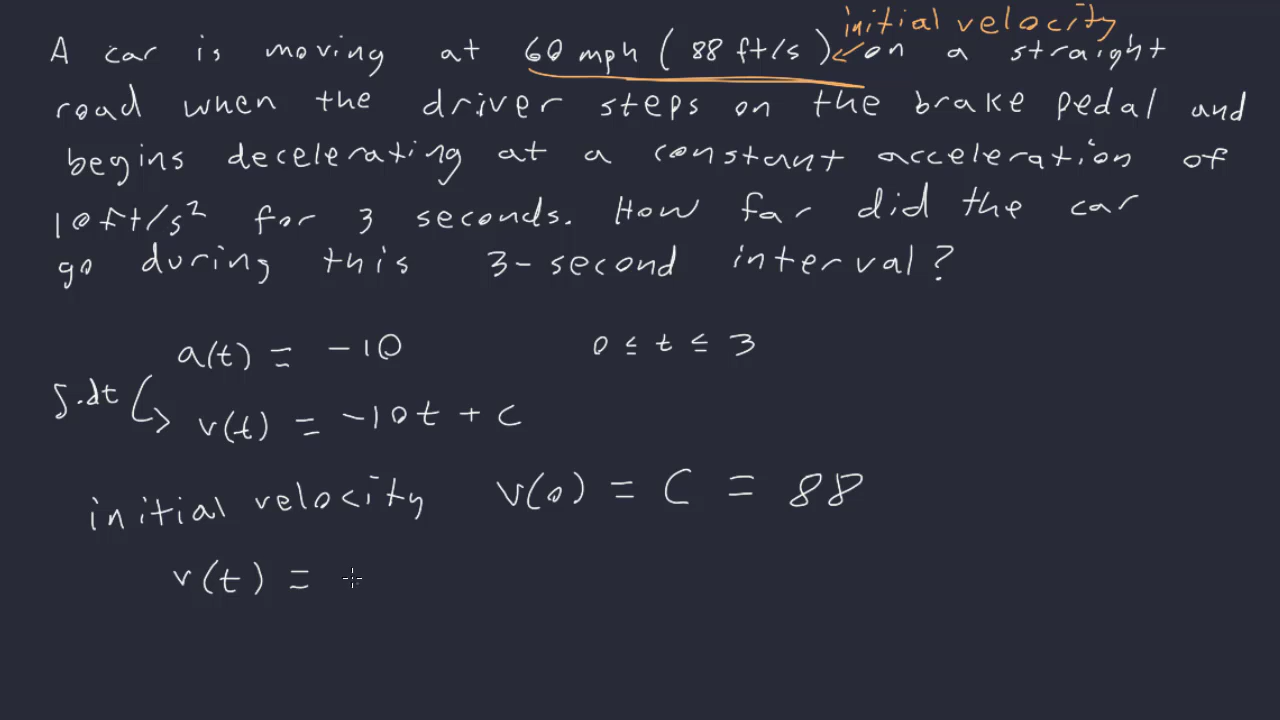 initial velocity
A car is moving at 60 mph (88 ft/s) on a straight
road when the driver steps on the brake pedal and
begins decelerating at a constant acceleration of
10ft/s² for 3 seconds. How far did the car
go during this 3-second interval?
a(t) = -10 0 ≤ t ≤ 3
∫·dt
v(t) = -10t + C
initial velocity v(0) = C = 88
v(t) =